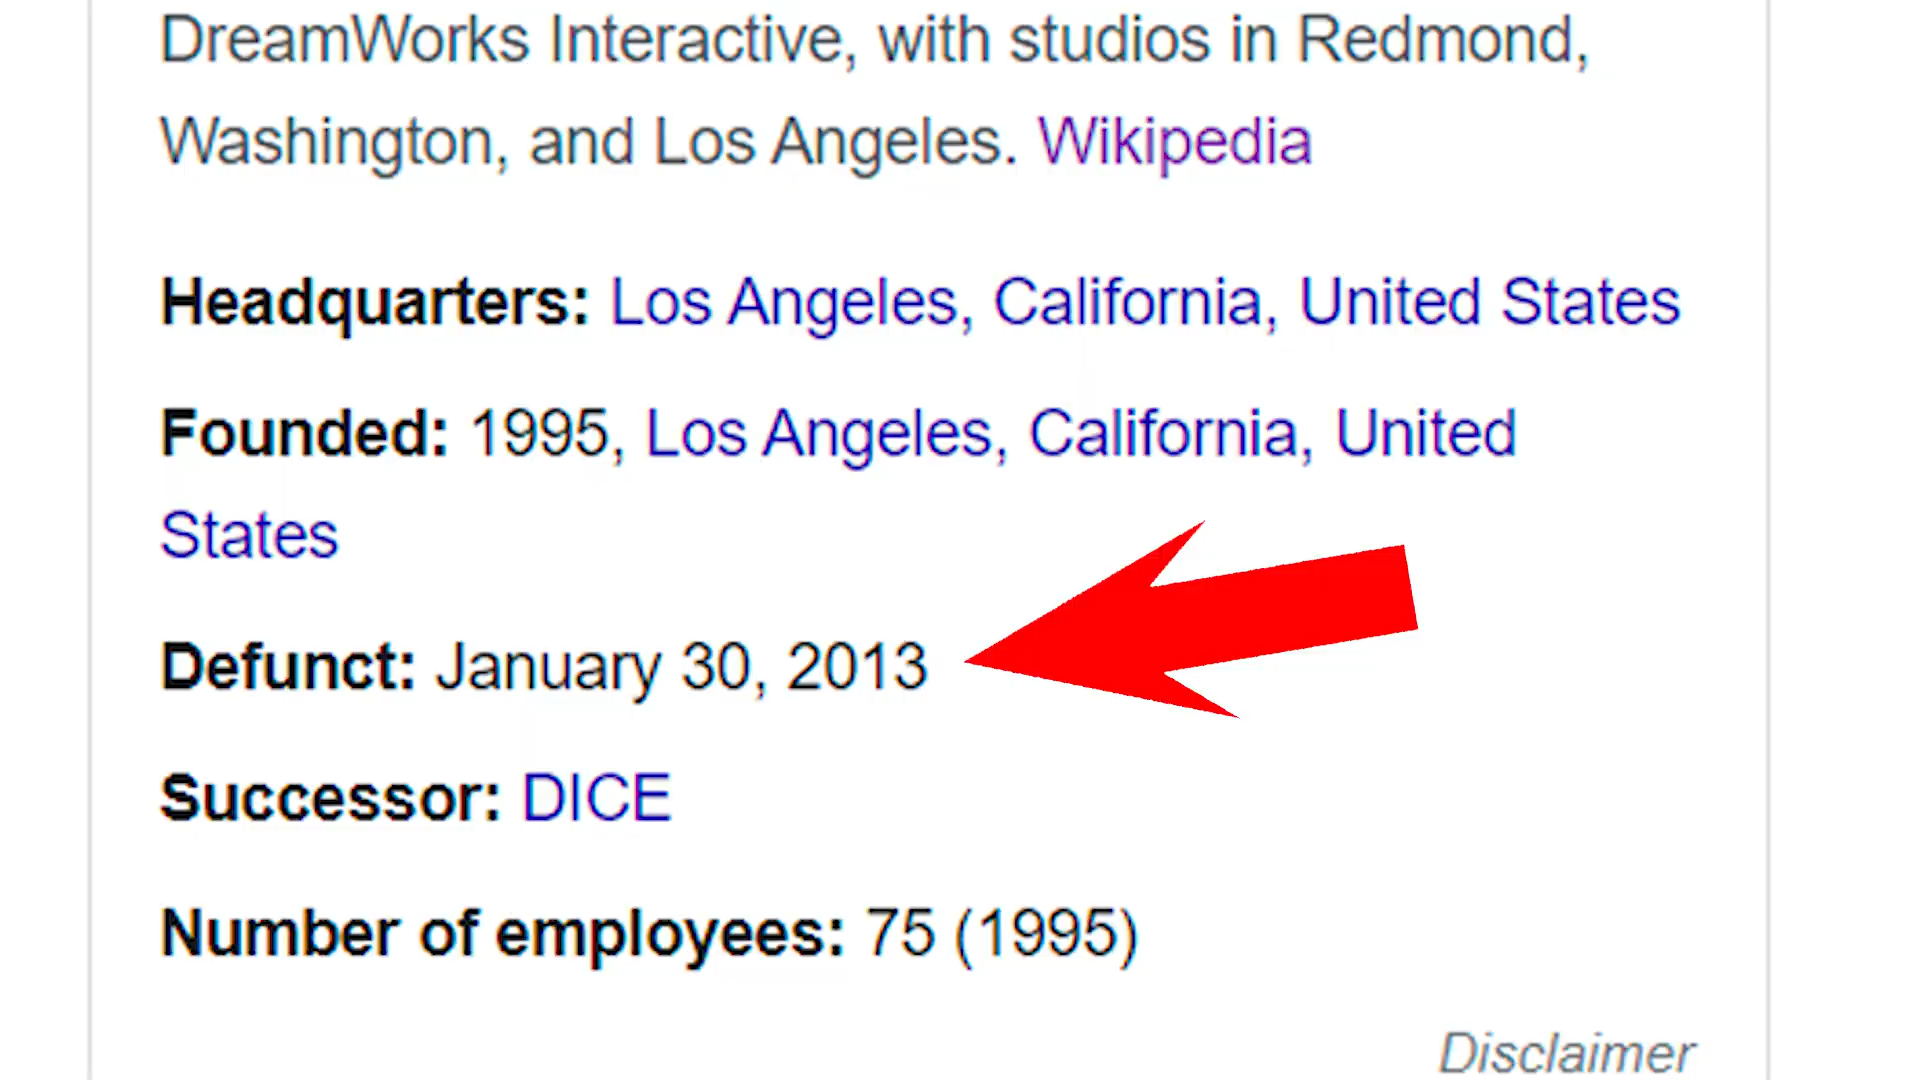 DreamWorks Interactive, with studios in Redmond,
Washington, and Los Angeles. Wikipedia
Headquarters: Los Angeles, California, United States
Founded: 1995, Los Angeles, California, United
States
Defunct: January 30, 2013
Successor: DICE
Number of employees: 75 (1995)
Disclaimer